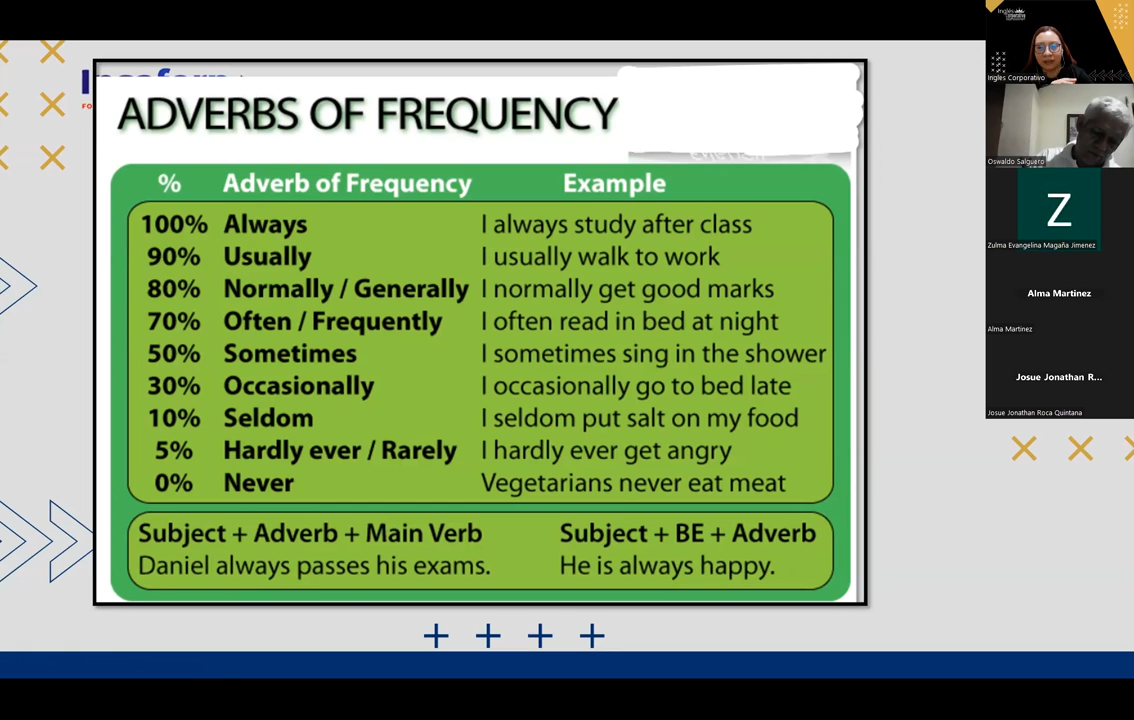 ADVERBS OF FREQUENCY
% Adverb of Frequency Example
100% Always I always study after class
90% Usually I usually walk to work
80% Normally / Generally I normally get good marks
70% Often / Frequently I often read in bed at night
50% Sometimes I sometimes sing in the shower
30% Occasionally I occasionally go to bed late
10% Seldom I seldom put salt on my food
5% Hardly ever / Rarely I hardly ever get angry
0% Never Vegetarians never eat meat
Subject + Adverb + Main Verb Subject + BE + Adverb
Daniel always passes his exams. He is always happy.
Ingles Corporativo
Oswaldo Salguero
Z
Zulma Evangelina Magaña Jimenez
Alma Martinez
Alma Martinez
Josue Jonathan R...
Josue Jonathan Roca Quintana